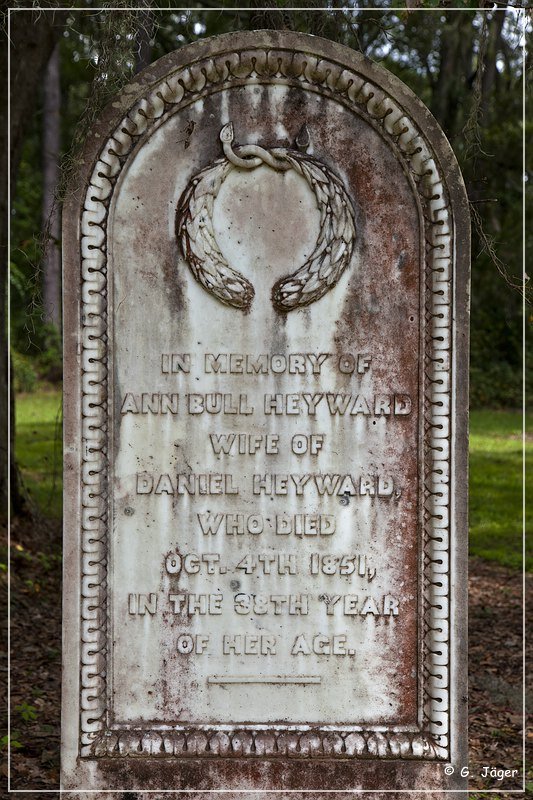 IN MEMORY OF
ANN BULL HEYWARD
WIFE OF
DANIEL HEYWARD,
WHO DIED
OCT. 4TH 1851,
IN THE 38TH YEAR
OF HER AGE.
© G. Jäger